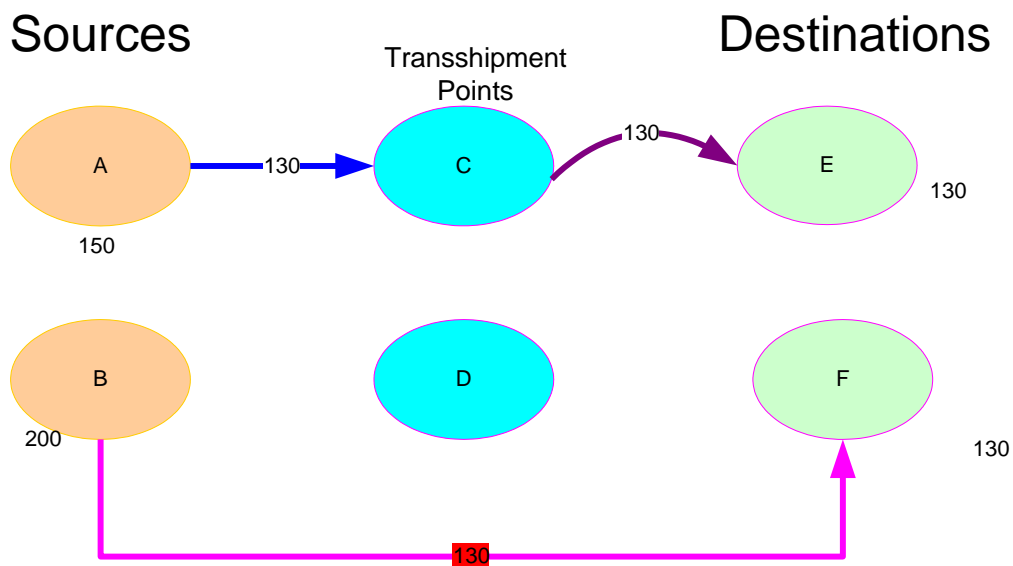 Sources
Destinations
Transshipment
Points
A
130
C
130
E
130
150
B
D
F
200
130
130